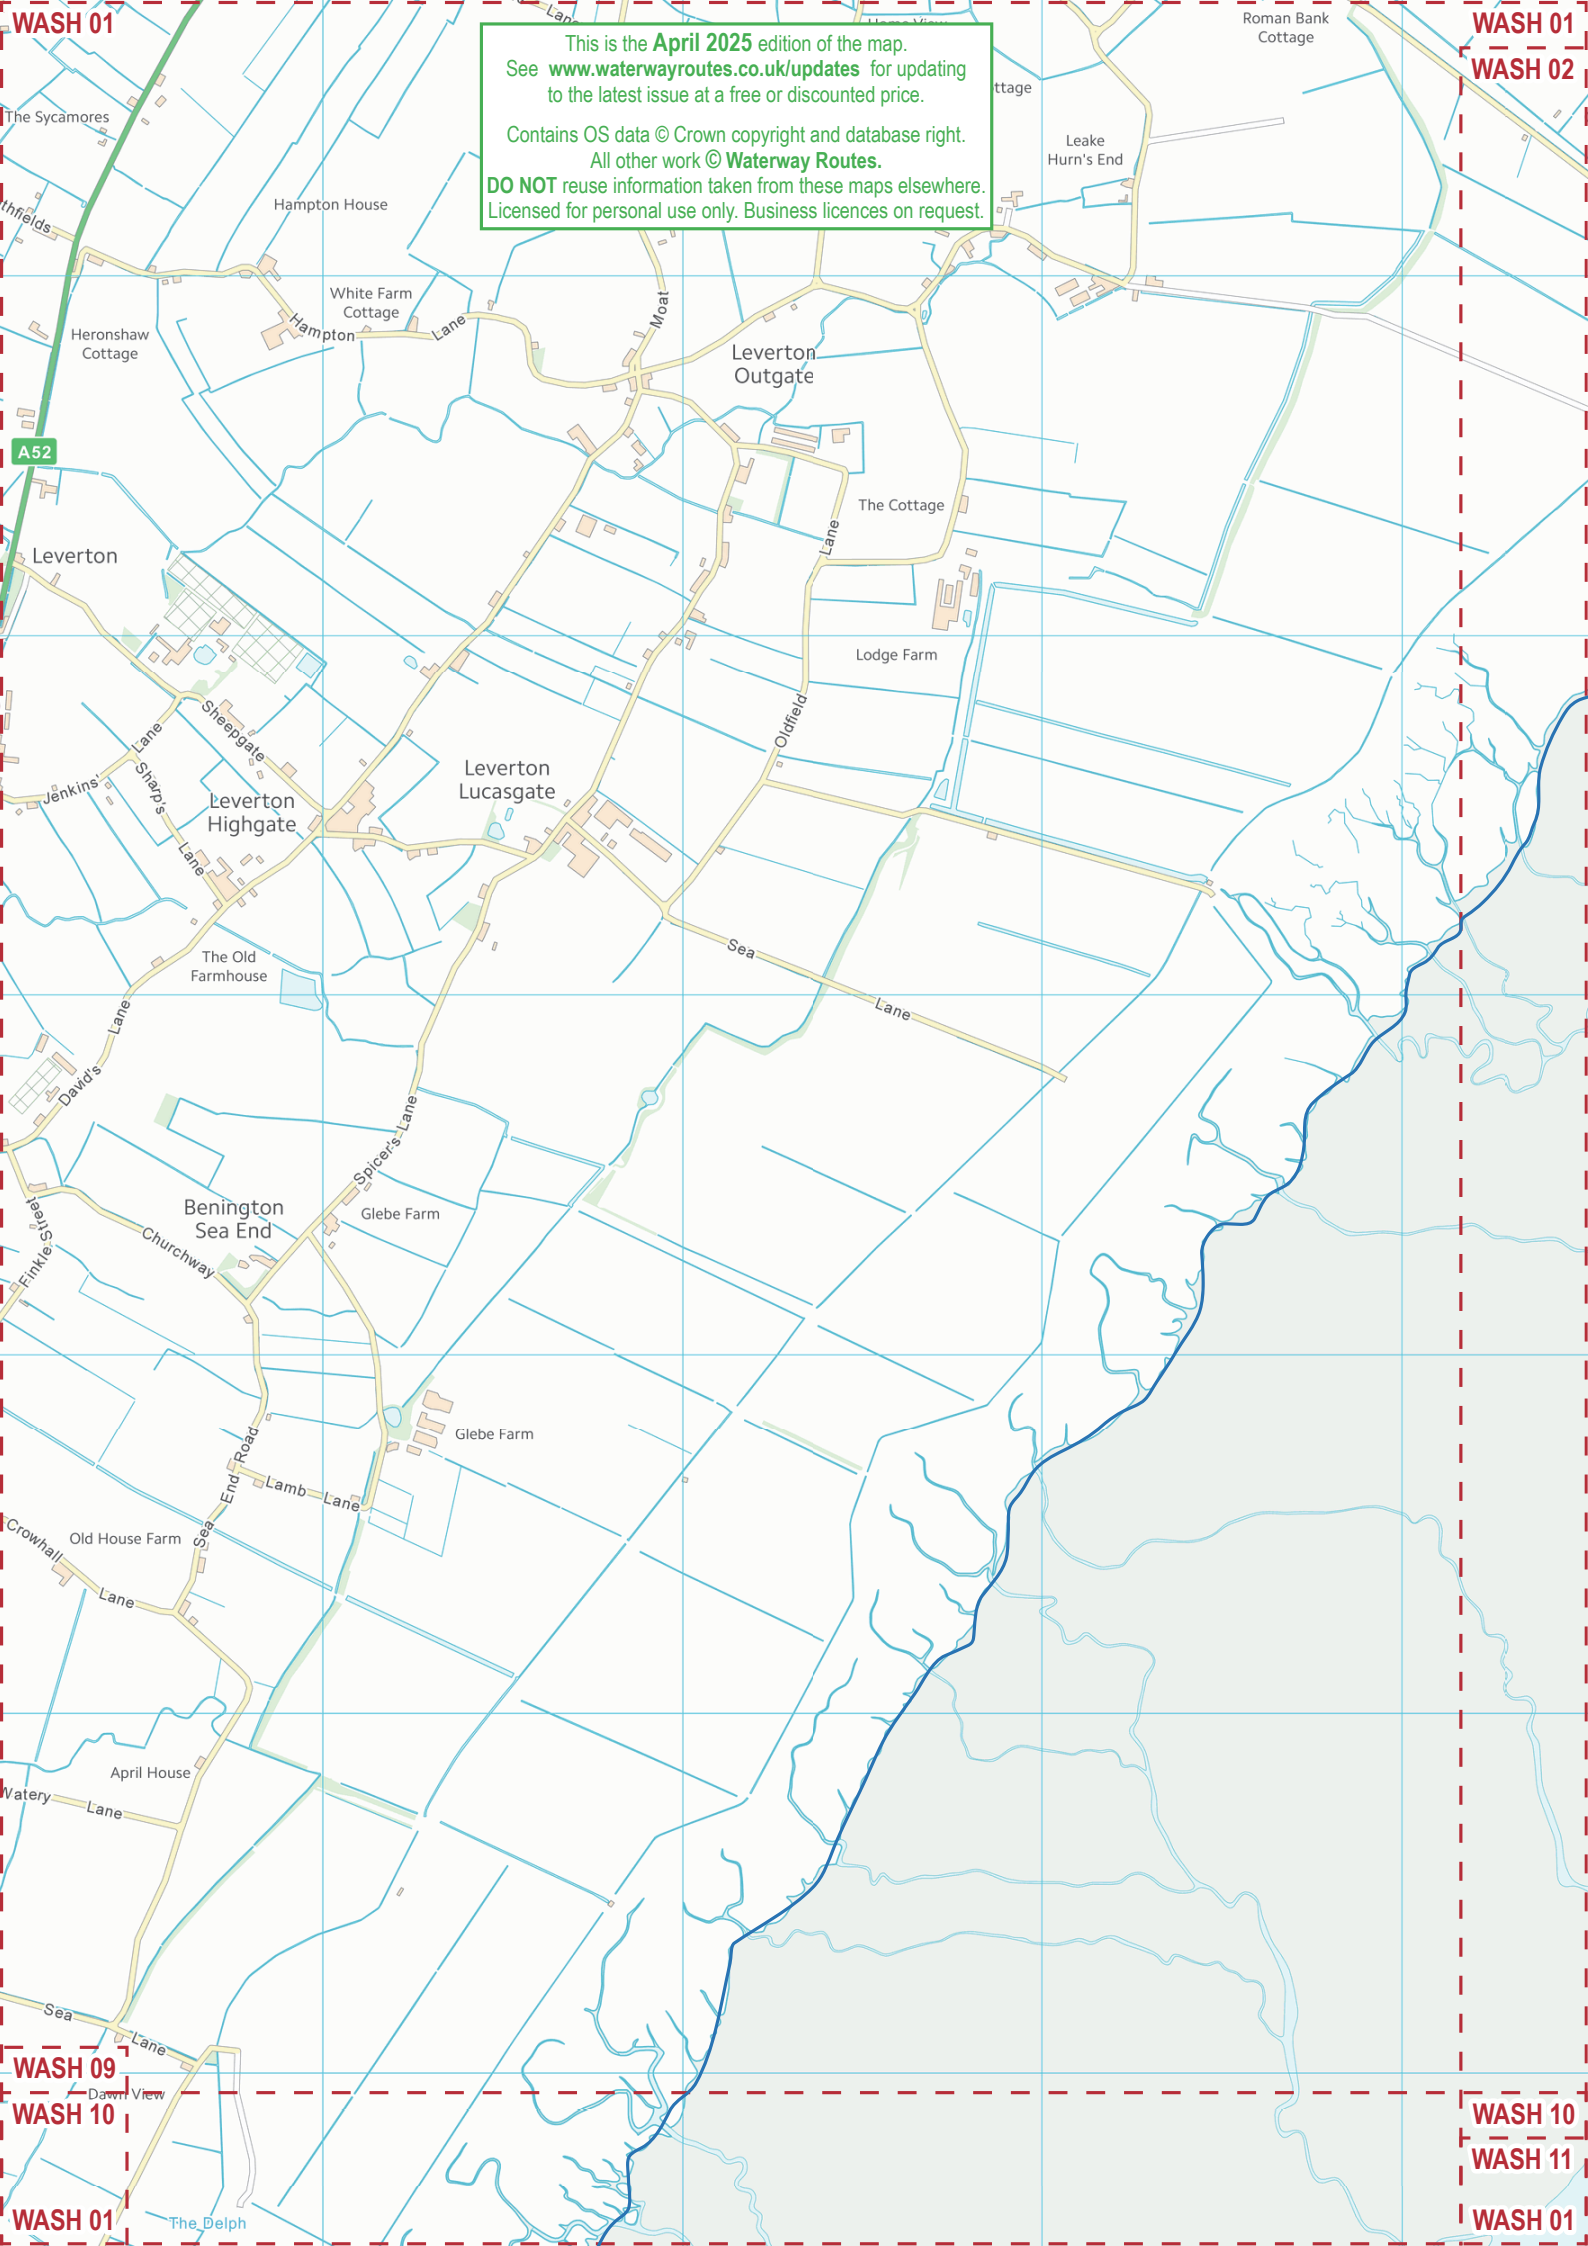 WASH 01
Lane
Roman Bank
Cottage
WASH 01
WASH 02
This is the April 2025 edition of the map.
See www.waterwayroutes.co.uk/updates for updating
to the latest issue at a free or discounted price.
Contains OS data © Crown copyright and database right.
All other work © Waterway Routes.
DO NOT reuse information taken from these maps elsewhere.
Licensed for personal use only. Business licences on request.
ttage
The Sycamores
Leake
Hurn's End
thfields
Hampton House
White Farm
Cottage
Moat
Heronshaw
Cottage
Hampton Lane
Leverton
Outgate
A52
The Cottage
Lane
Leverton
Lodge Farm
Oldfield
Sheepgate
Lane
Jenkins'
Sharp's
Lane
Leverton
Lucasgate
Leverton
Highgate
The Old
Farmhouse
Sea
Lane
Lane
David's
Spicer's Lane
Benington
Sea End
Glebe Farm
Finkle Street
Churchway
Glebe Farm
Sea End Road
Lamb Lane
Crowhall
Lane
Old House Farm
April House
Watery
Lane
Sea
Lane
WASH 09
Dawn View
WASH 10
WASH 10
WASH 11
WASH 01
The Delph
WASH 01